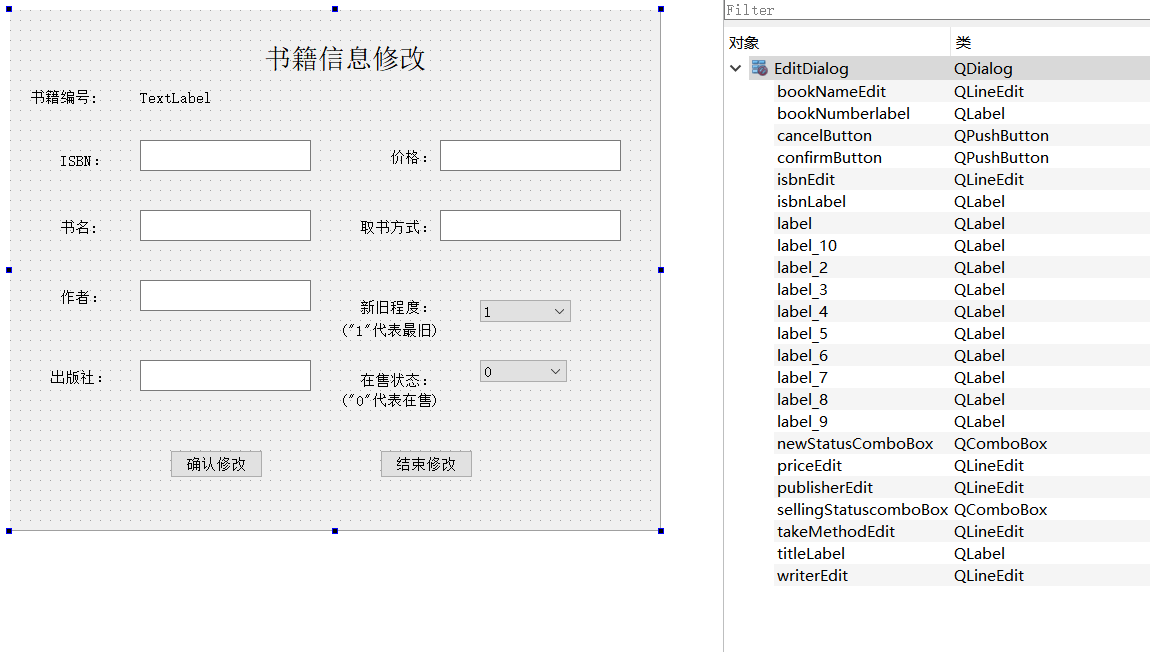 书籍信息修改
书籍编号： TextLabel
ISBN： 价格：
书名： 取书方式：
作者： 新旧程度： 1
("1"代表最旧)
出版社： 在售状态： 0
("0"代表在售)
确认修改 结束修改
Filter
对象 类
EditDialog QDialog
bookNameEdit QLineEdit
bookNumberlabel QLabel
cancelButton QPushButton
confirmButton QPushButton
isbnEdit QLineEdit
isbnLabel QLabel
label QLabel
label_10 QLabel
label_2 QLabel
label_3 QLabel
label_4 QLabel
label_5 QLabel
label_6 QLabel
label_7 QLabel
label_8 QLabel
label_9 QLabel
newStatusComboBox QComboBox
priceEdit QLineEdit
publisherEdit QLineEdit
sellingStatuscomboBox QComboBox
takeMethodEdit QLineEdit
titleLabel QLabel
writerEdit QLineEdit